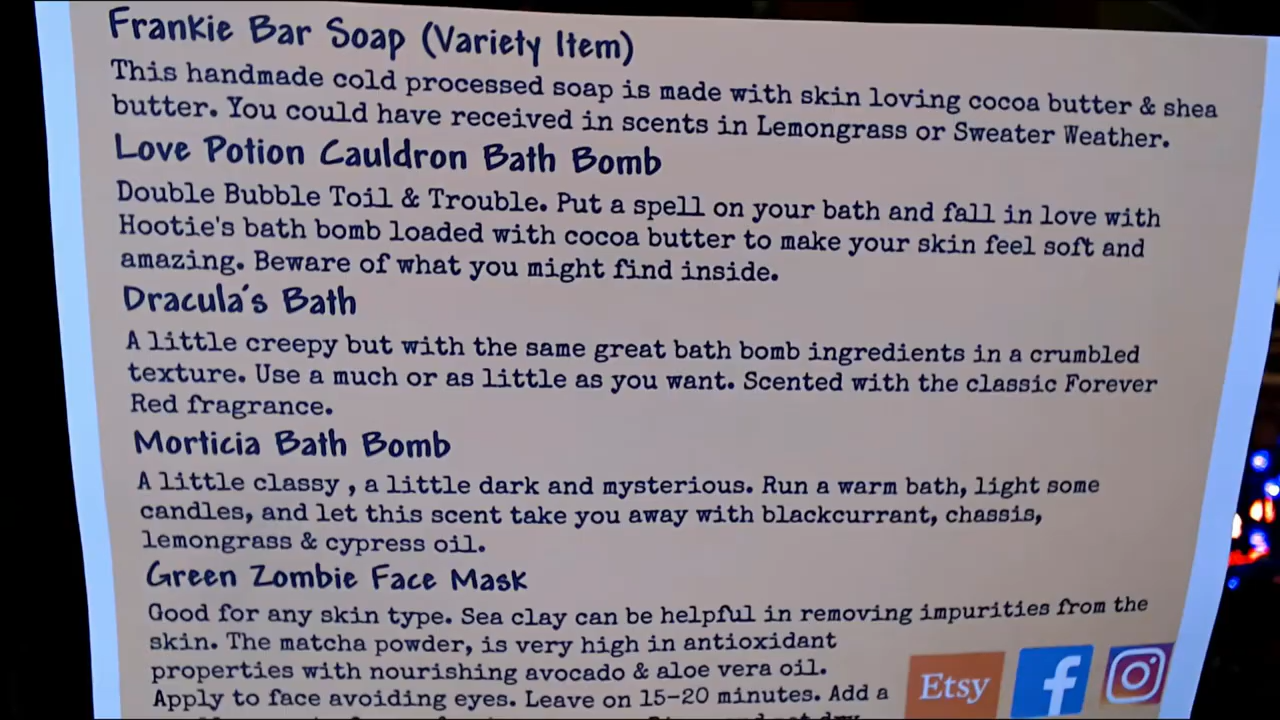 Frankie Bar Soap (Variety Item)
This handmade cold processed soap is made with skin loving cocoa butter & shea
butter. You could have received in scents in Lemongrass or Sweater Weather.
Love Potion Cauldron Bath Bomb
Double Bubble Toil & Trouble. Put a spell on your bath and fall in love with
Hootie's bath bomb loaded with cocoa butter to make your skin feel soft and
amazing. Beware of what you might find inside.
Dracula's Bath
A little creepy but with the same great bath bomb ingredients in a crumbled
texture. Use a much or as little as you want. Scented with the classic Forever
Red fragrance.
Morticia Bath Bomb
A little classy , a little dark and mysterious. Run a warm bath, light some
candles, and let this scent take you away with blackcurrant, chassis,
lemongrass & cypress oil.
Green Zombie Face Mask
Good for any skin type. Sea clay can be helpful in removing impurities from the
skin. The matcha powder, is very high in antioxidant
properties with nourishing avocado & aloe vera oil.
Apply to face avoiding eyes. Leave on 15-20 minutes. Add a
Etsy